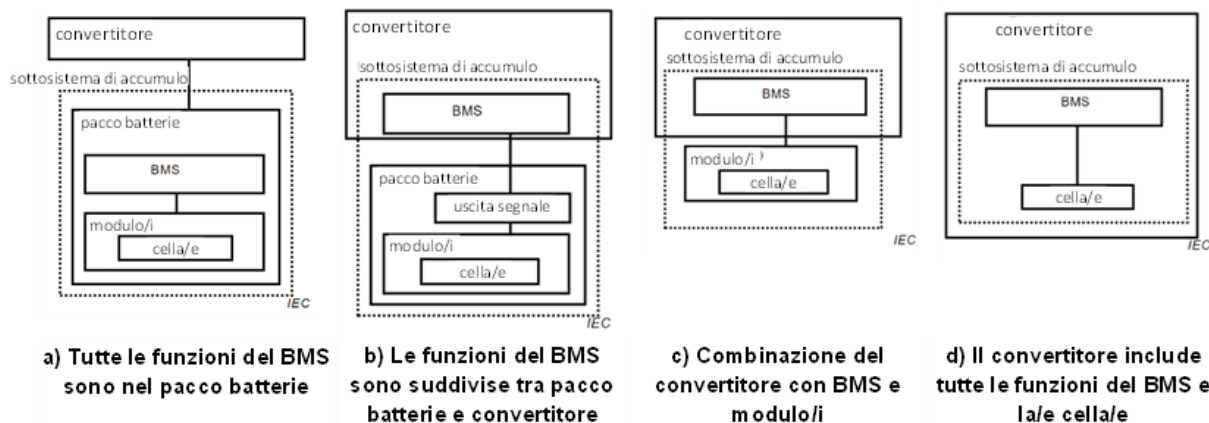 convertitore
sottosistema di accumulo
pacco batterie
BMS
modulo/i
cella/e
IEC
a) Tutte le funzioni del BMS
sono nel pacco batterie
convertitore
sottosistema di accumulo
BMS
pacco batterie
uscita segnale
modulo/i
cella/e
IEC
b) Le funzioni del BMS
sono suddivise tra pacco
batterie e convertitore
convertitore
sottosistema di accumulo
BMS
modulo/i ⁾
cella/e
IEC
c) Combinazione del
convertitore con BMS e
modulo/i
convertitore
sottosistema di accumulo
BMS
cella/e
IEC
d) Il convertitore include
tutte le funzioni del BMS e
la/e cella/e